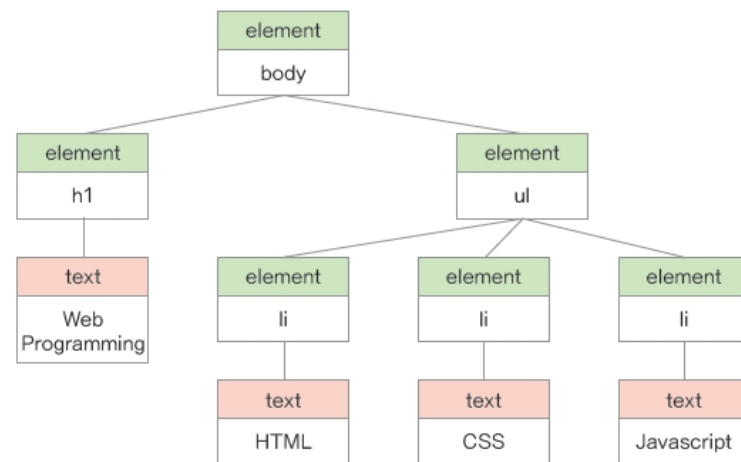 element
body
element
element
h1
ul
text
element
element
element
Web
Programming
li
li
li
text
text
text
HTML
CSS
Javascript